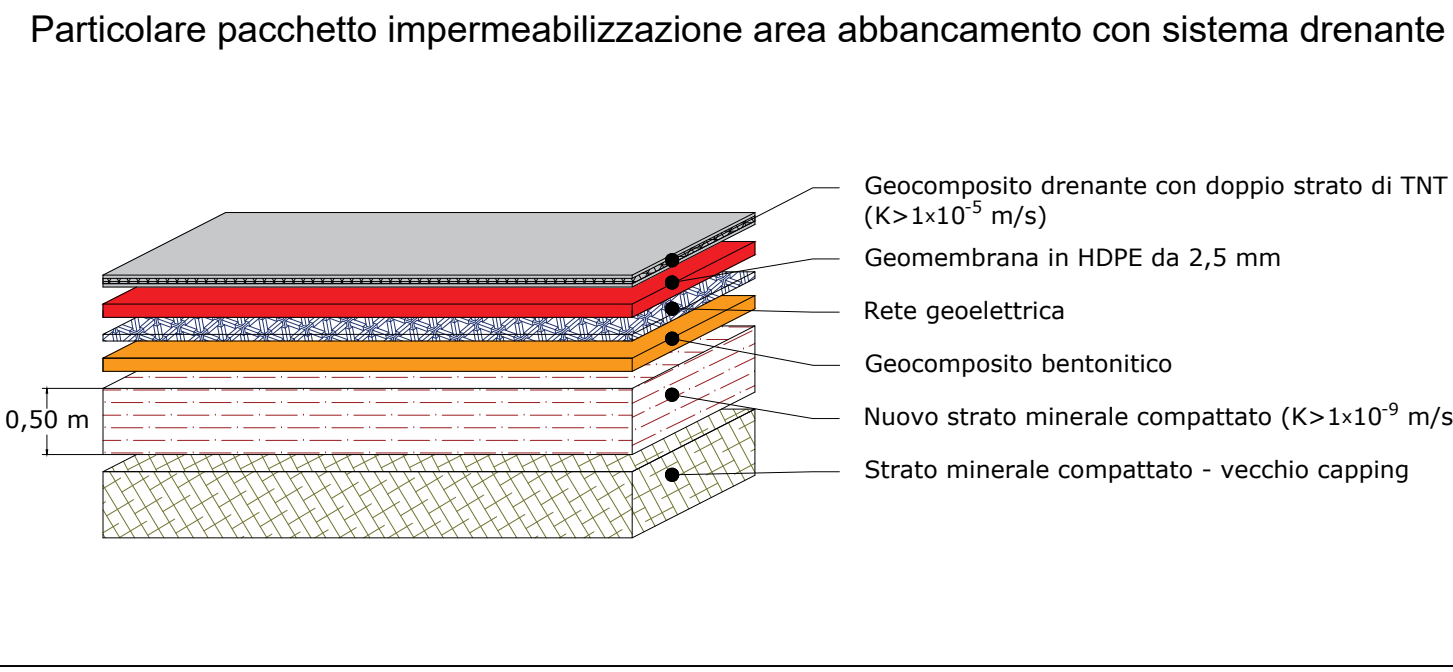 Particolare pacchetto impermeabilizzazione area abbancamento con sistema drenante
Geocomposito drenante con doppio strato di TNT
(K>1x10⁻⁵ m/s)
Geomembrana in HDPE da 2,5 mm
Rete geoelettrica
Geocomposito bentonitico
0,50 m
Nuovo strato minerale compattato (K>1x10⁻⁹ m/s
Strato minerale compattato - vecchio capping